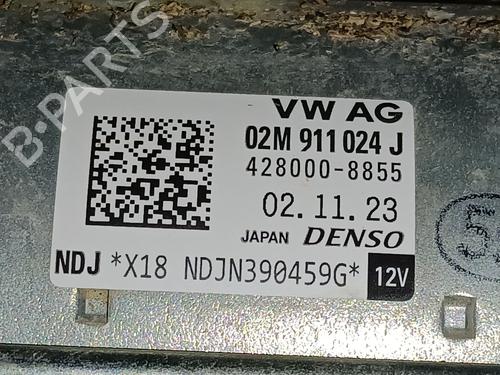 B-PARTS
VW AG
02M 911 024 J
428000-8855
02.11.23
JAPAN DENSO
NDJ *X18 NDJN390459G* 12V